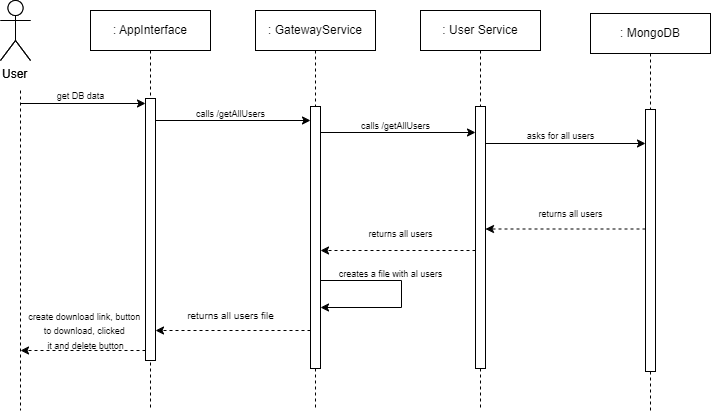 : AppInterface
: GatewayService
: User Service
: MongoDB
User
get DB data
calls /getAllUsers
calls /getAllUsers
asks for all users
returns all users
returns all users
creates a file with al users
returns all users file
create download link, button
to download, clicked
it and delete button